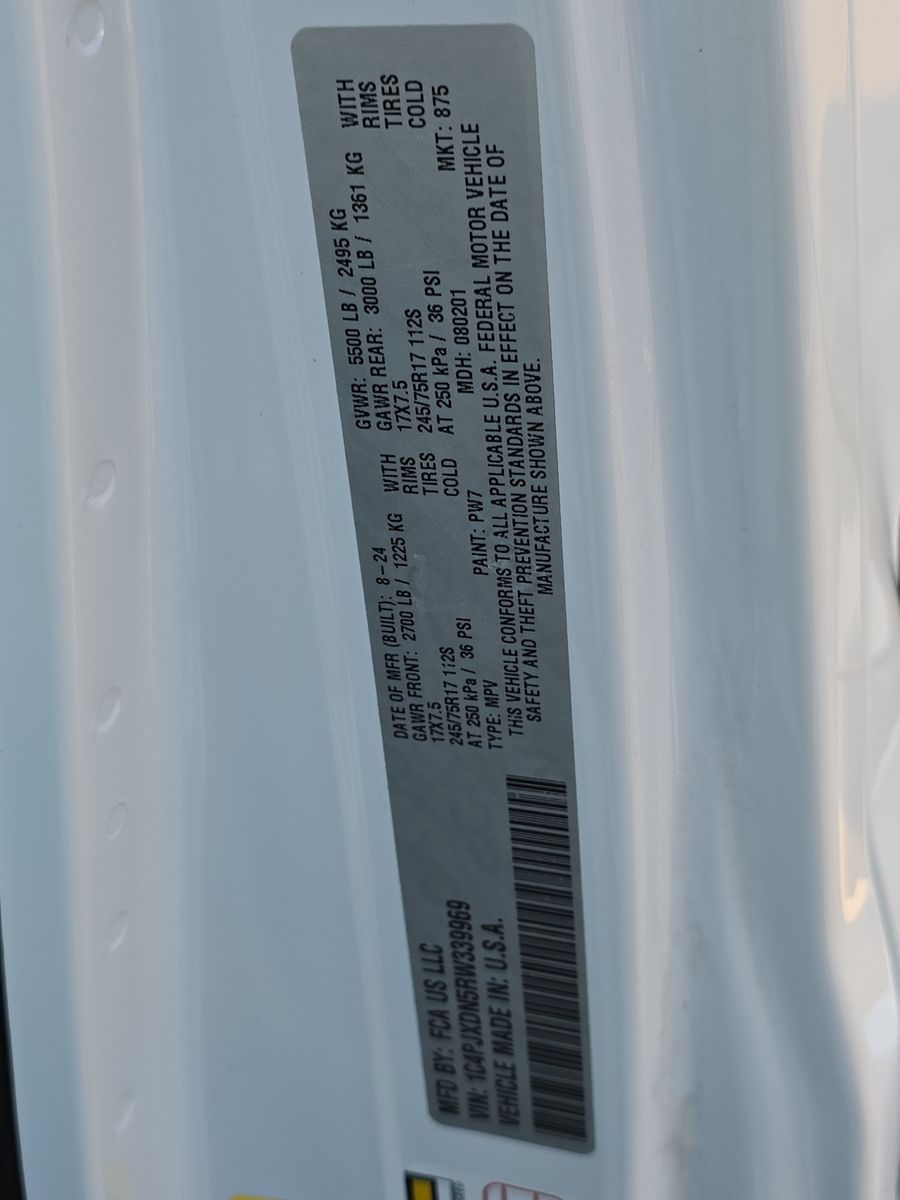 MFD BY: FCA US LLC
VIN: 1C4PJXDN5RW339969
VEHICLE MADE IN: U.S.A.
DATE OF MFR (BUILT): 8-24
GVWR: 5500 LB / 2495 KG
GAWR FRONT: 2700 LB / 1225 KG WITH
GAWR REAR: 3000 LB / 1361 KG WITH
17X7.5 RIMS
17X7.5 RIMS
245/75R17 112S TIRES
245/75R17 112S TIRES
AT 250 kPa / 36 PSI COLD
AT 250 kPa / 36 PSI COLD
TYPE: MPV PAINT: PW7 MDH: 080201 MKT: 875
THIS VEHICLE CONFORMS TO ALL APPLICABLE U.S.A. FEDERAL MOTOR VEHICLE
SAFETY AND THEFT PREVENTION STANDARDS IN EFFECT ON THE DATE OF
MANUFACTURE SHOWN ABOVE.